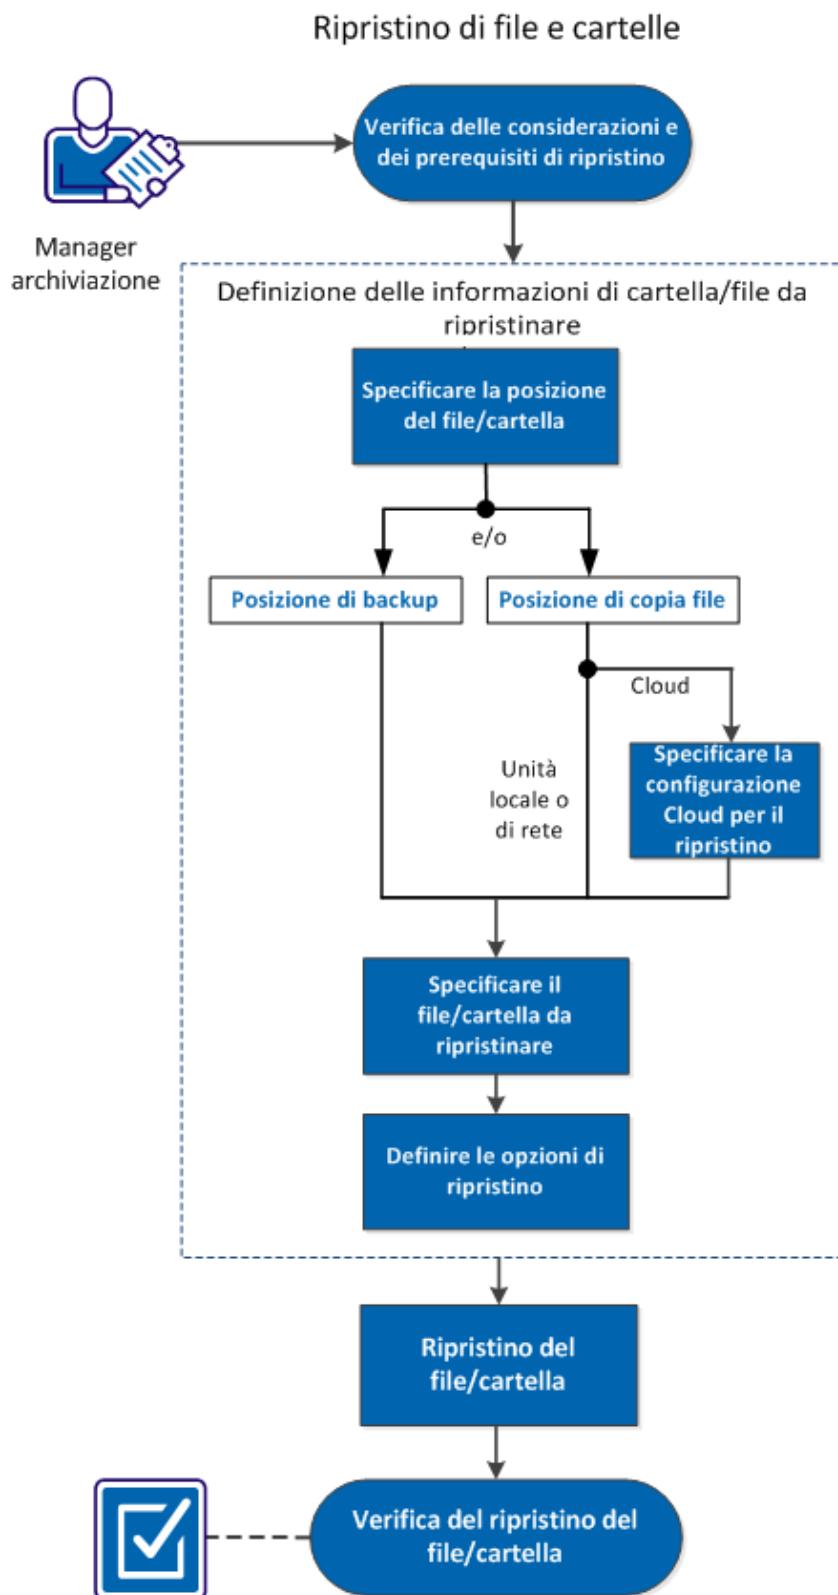 Ripristino di file e cartelle
Verifica delle considerazioni e
dei prerequisiti di ripristino
Manager
archiviazione
Definizione delle informazioni di cartella/file da
ripristinare
Specificare la posizione
del file/cartella
e/o
Posizione di backup
Posizione di copia file
Cloud
Unità
locale o
di rete
Specificare la
configurazione
Cloud per il
ripristino
Specificare il
file/cartella da
ripristinare
Definire le opzioni di
ripristino
Ripristino del
file/cartella
Verifica del ripristino del
file/cartella